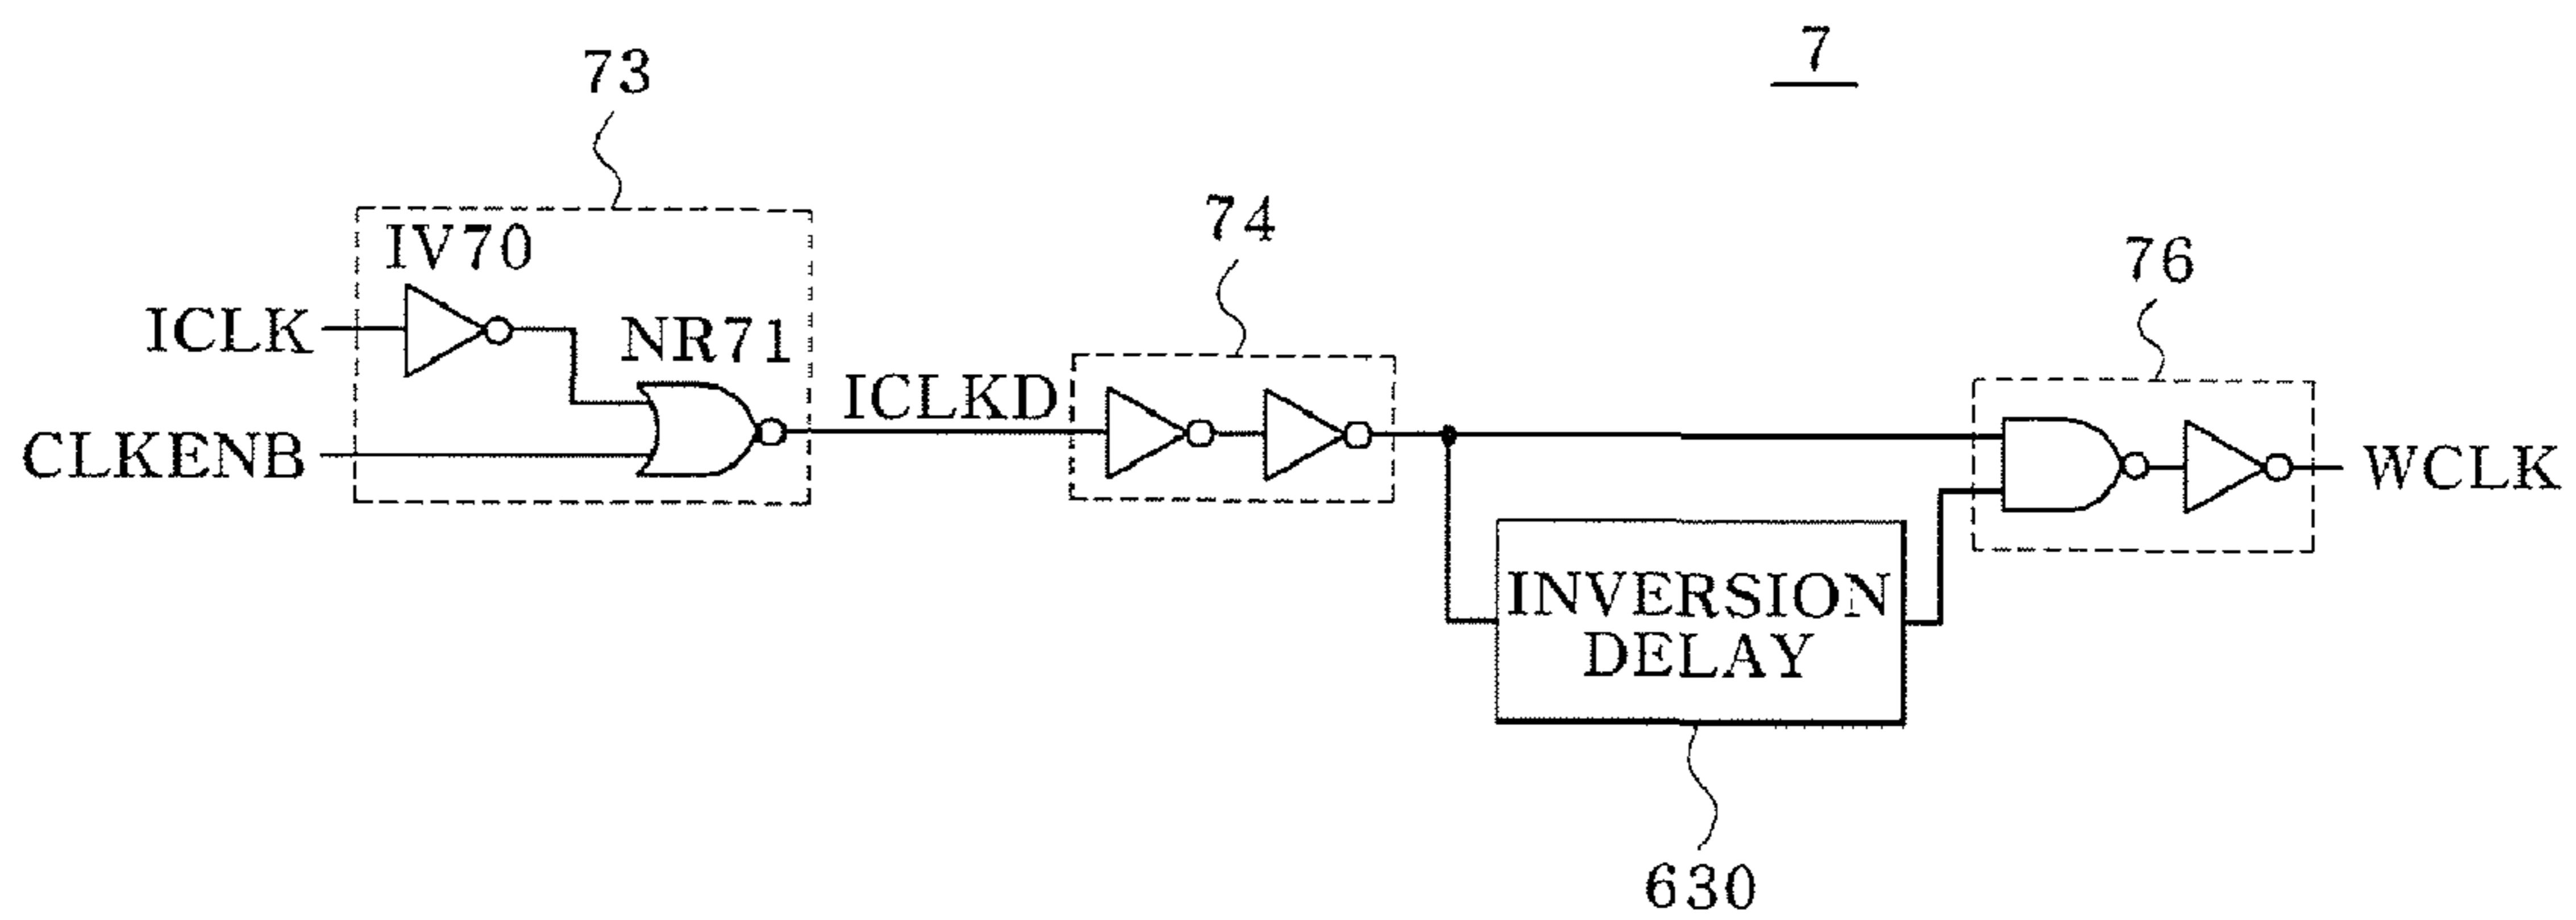 7
73
74
76
IV70
ICLK
NR71
ICLKD
CLKENB
WCLK
INVERSION
DELAY
630